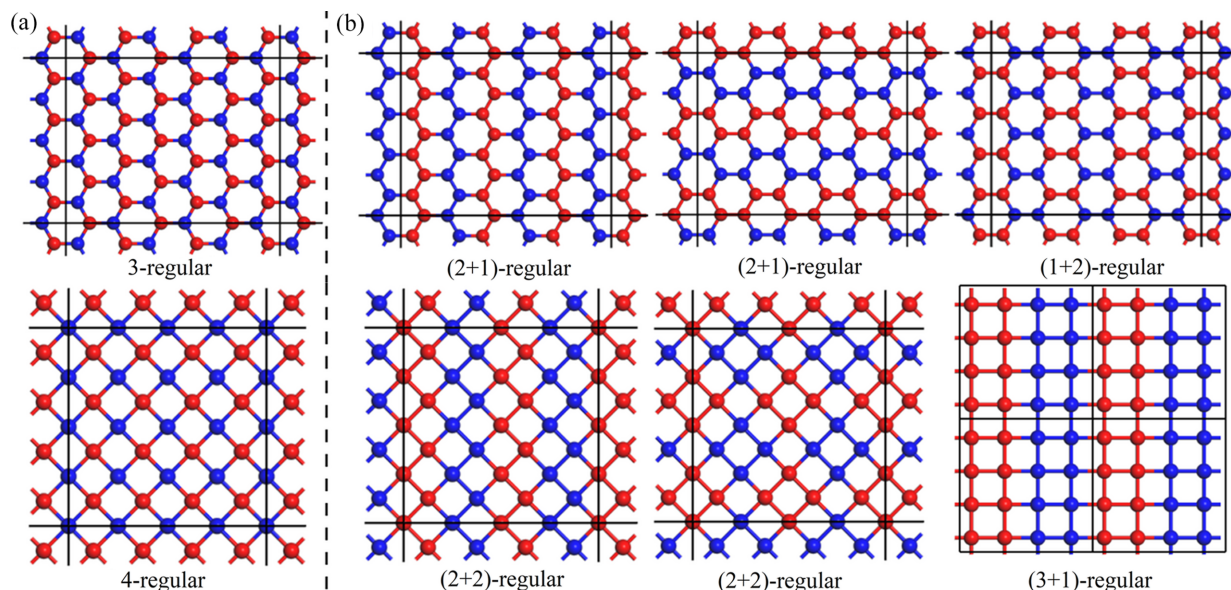 (a)
(b)
3-regular
(2+1)-regular
(2+1)-regular
(1+2)-regular
4-regular
(2+2)-regular
(2+2)-regular
(3+1)-regular